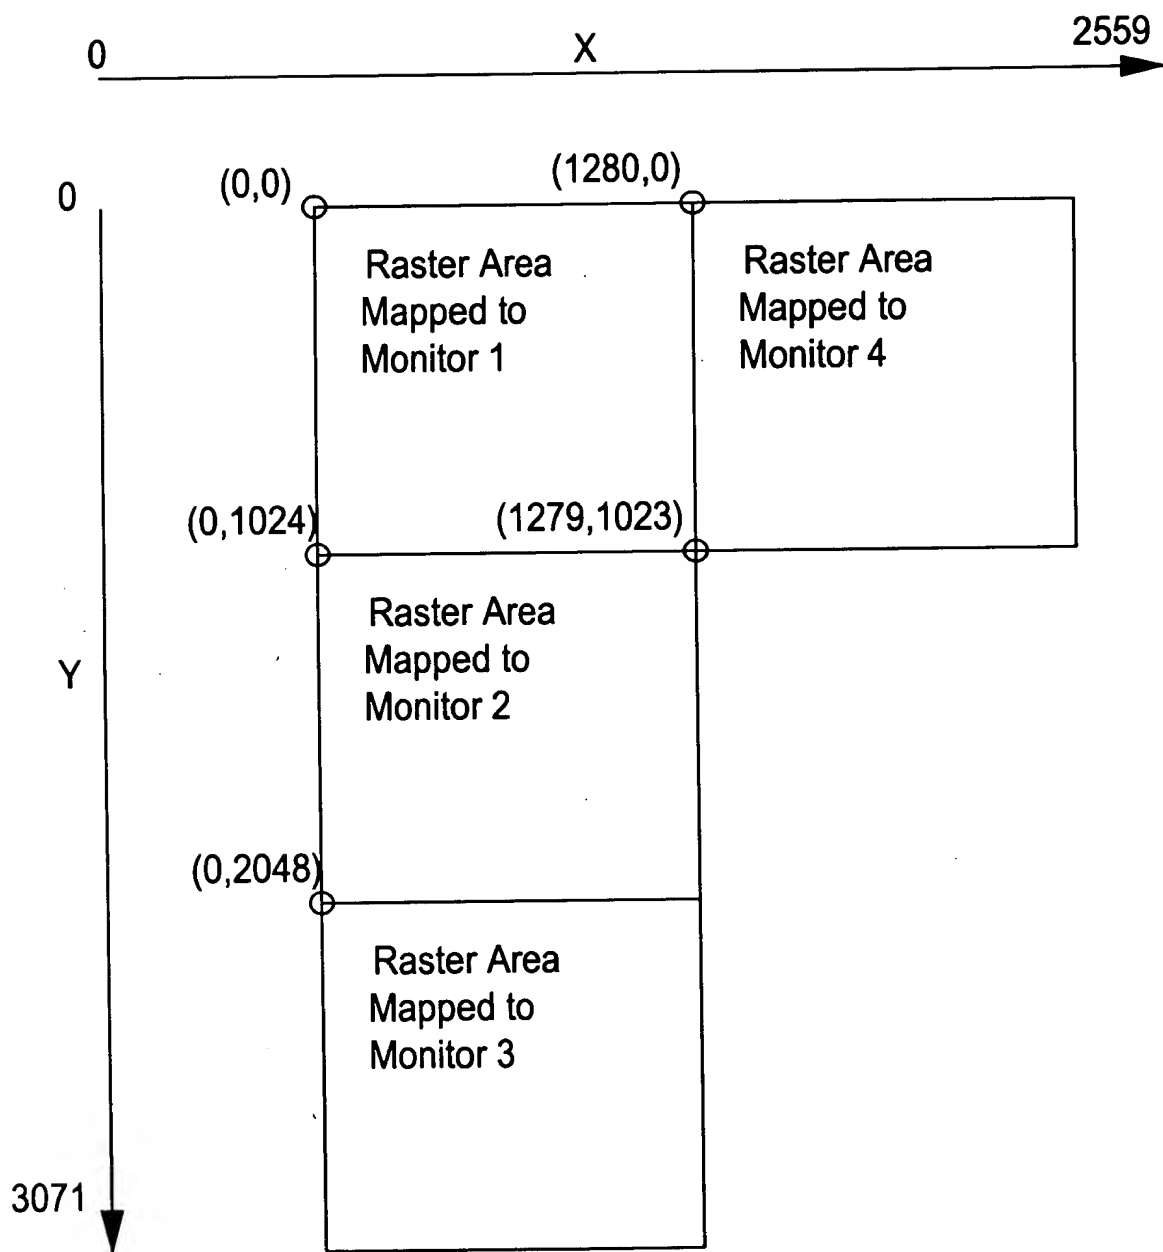 0
X
2559
0
(0,0)
(1280,0)
Raster Area
Mapped to
Monitor 1
Raster Area
Mapped to
Monitor 4
(0,1024)
(1279,1023)
Y
Raster Area
Mapped to
Monitor 2
(0,2048)
Raster Area
Mapped to
Monitor 3
3071